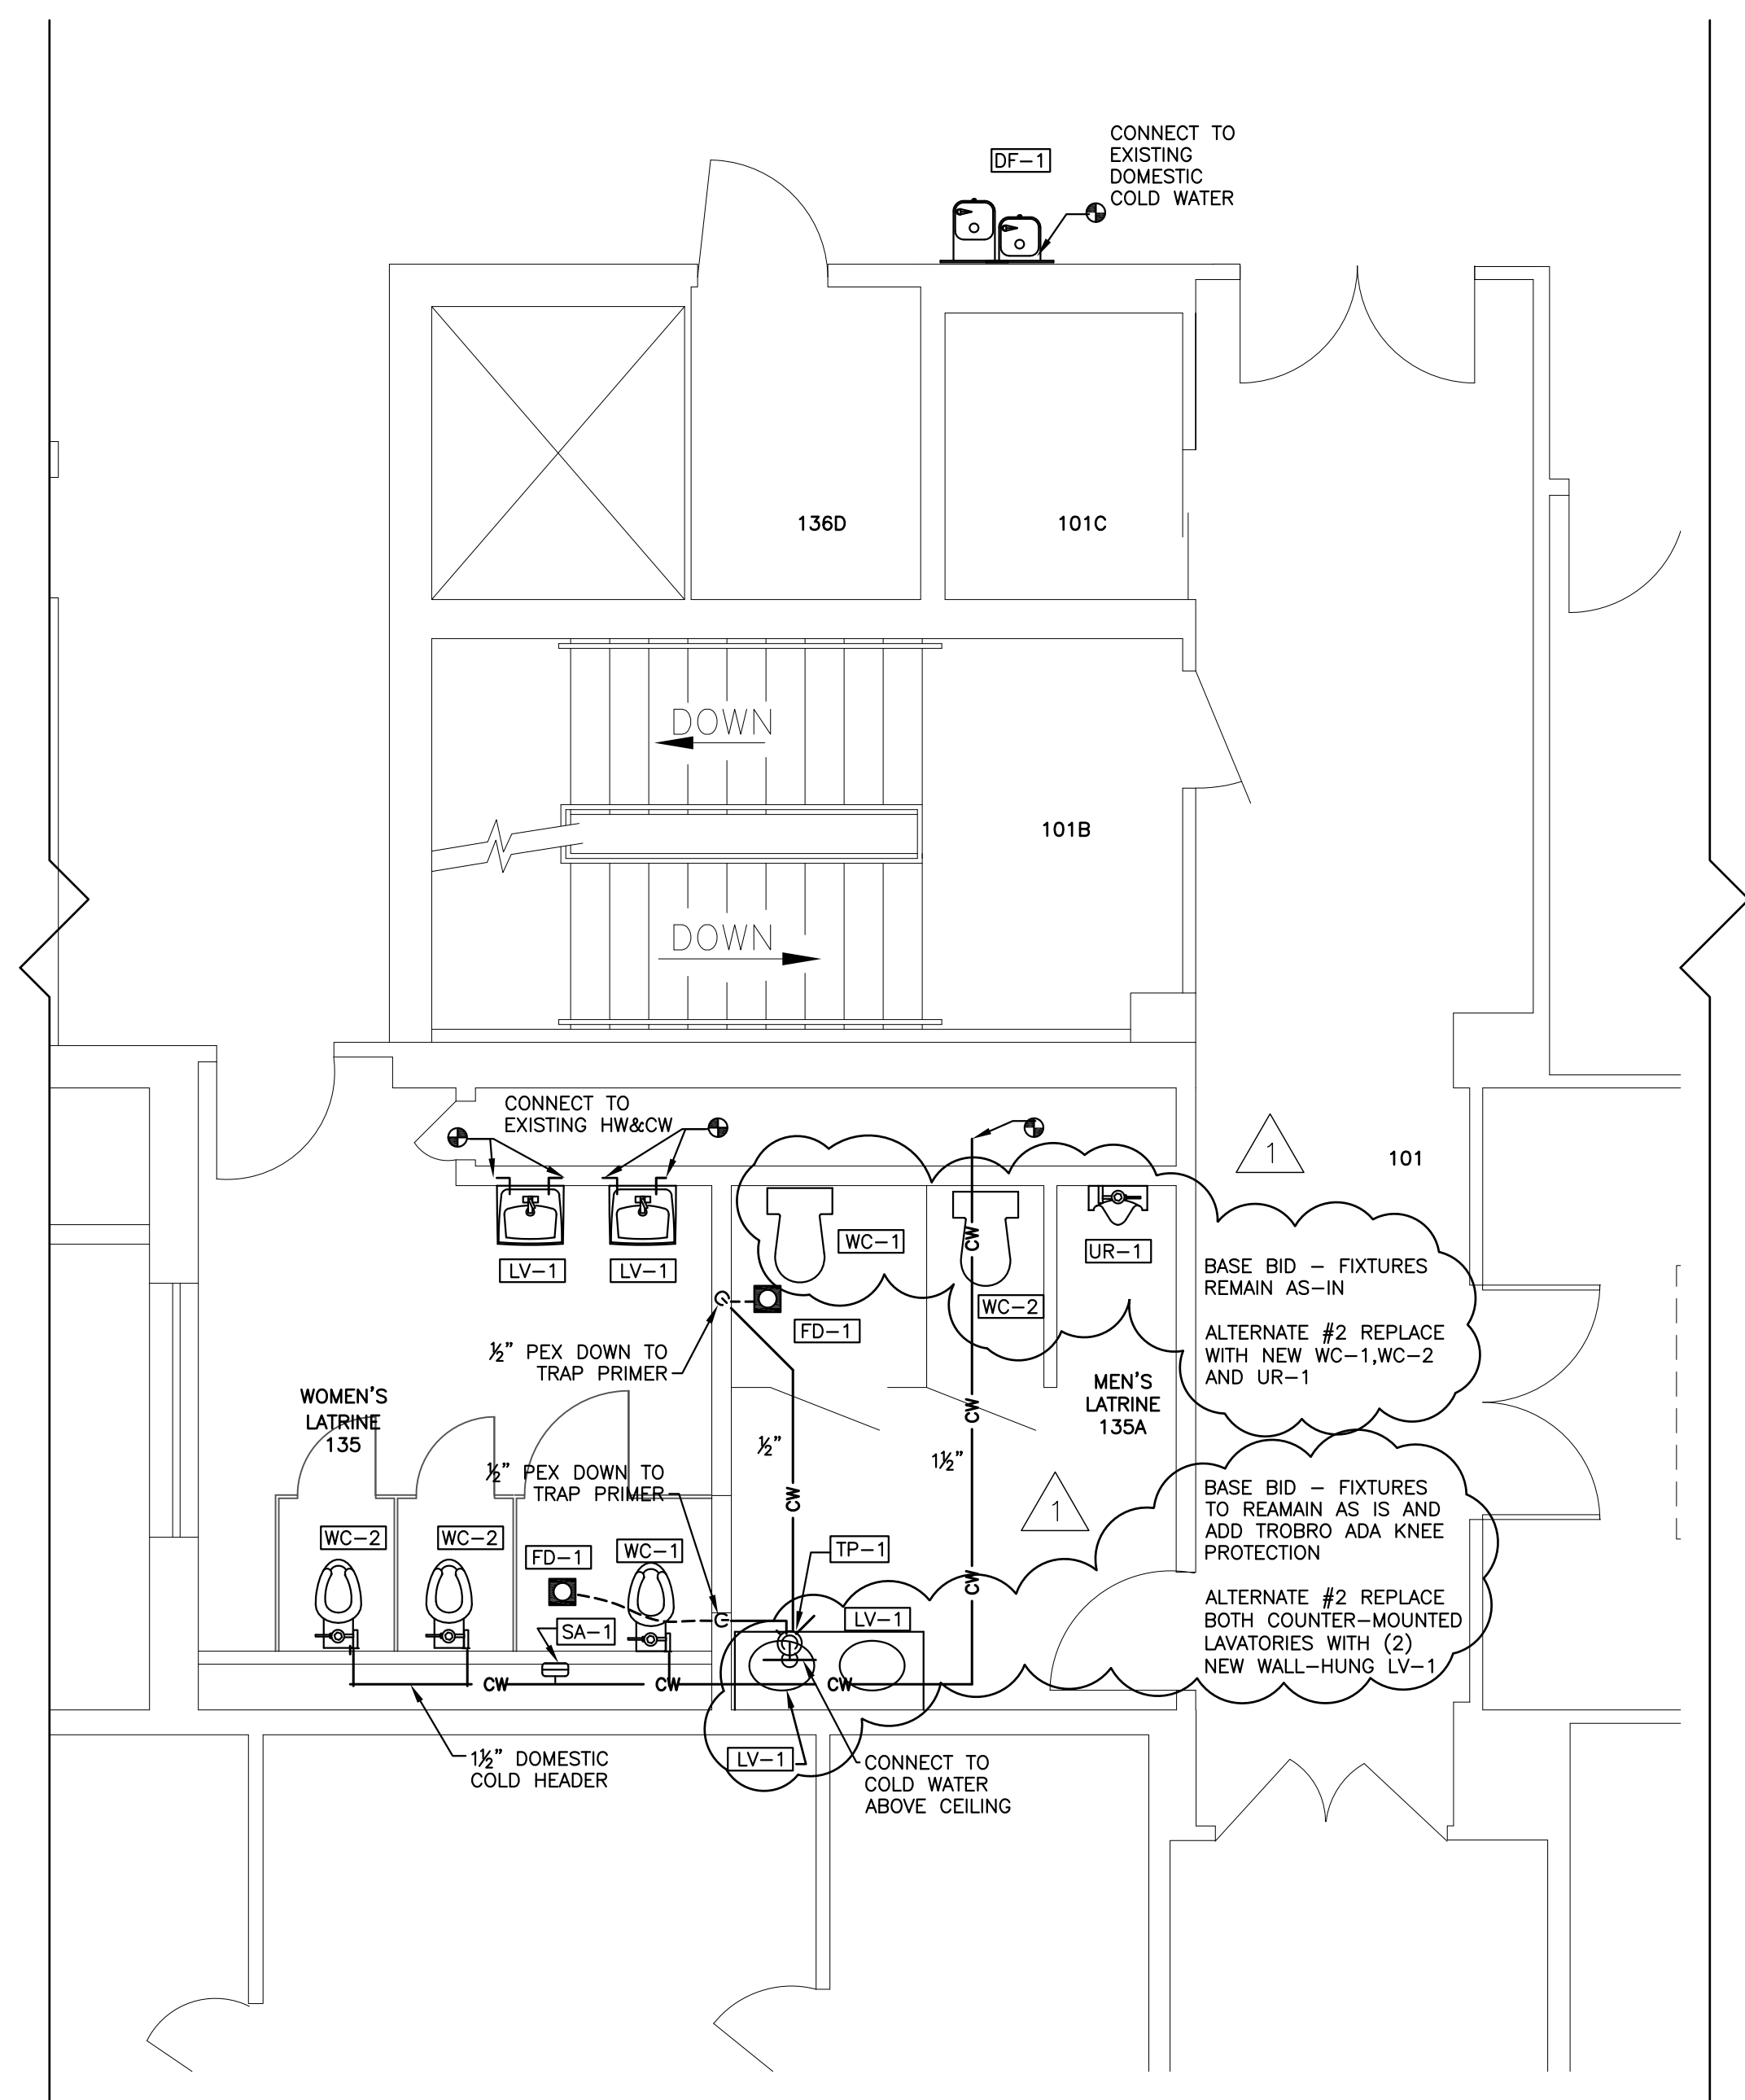 DF-1
CONNECT TO
EXISTING
DOMESTIC
COLD WATER
136D
101C
DOWN
101B
DOWN
CONNECT TO
EXISTING HW&CW
1
101
WC-1
CW
UR-1
LV-1
LV-1
WC-2
FD-1
BASE BID - FIXTURES
REMAIN AS-IN
ALTERNATE #2 REPLACE
WITH NEW WC-1,WC-2
AND UR-1
½" PEX DOWN TO
TRAP PRIMER
WOMEN'S
LATRINE
135
MEN'S
LATRINE
135A
CW
½"
1½"
½" PEX DOWN TO
TRAP PRIMER
CW
1
BASE BID - FIXTURES
TO REAMAIN AS IS AND
ADD TROBRO ADA KNEE
PROTECTION
ALTERNATE #2 REPLACE
BOTH COUNTER-MOUNTED
LAVATORIES WITH (2)
NEW WALL-HUNG LV-1
WC-2
WC-2
FD-1
WC-1
TP-1
CW
SA-1
LV-1
CW
CW
CW
1½" DOMESTIC
COLD HEADER
LV-1
CONNECT TO
COLD WATER
ABOVE CEILING